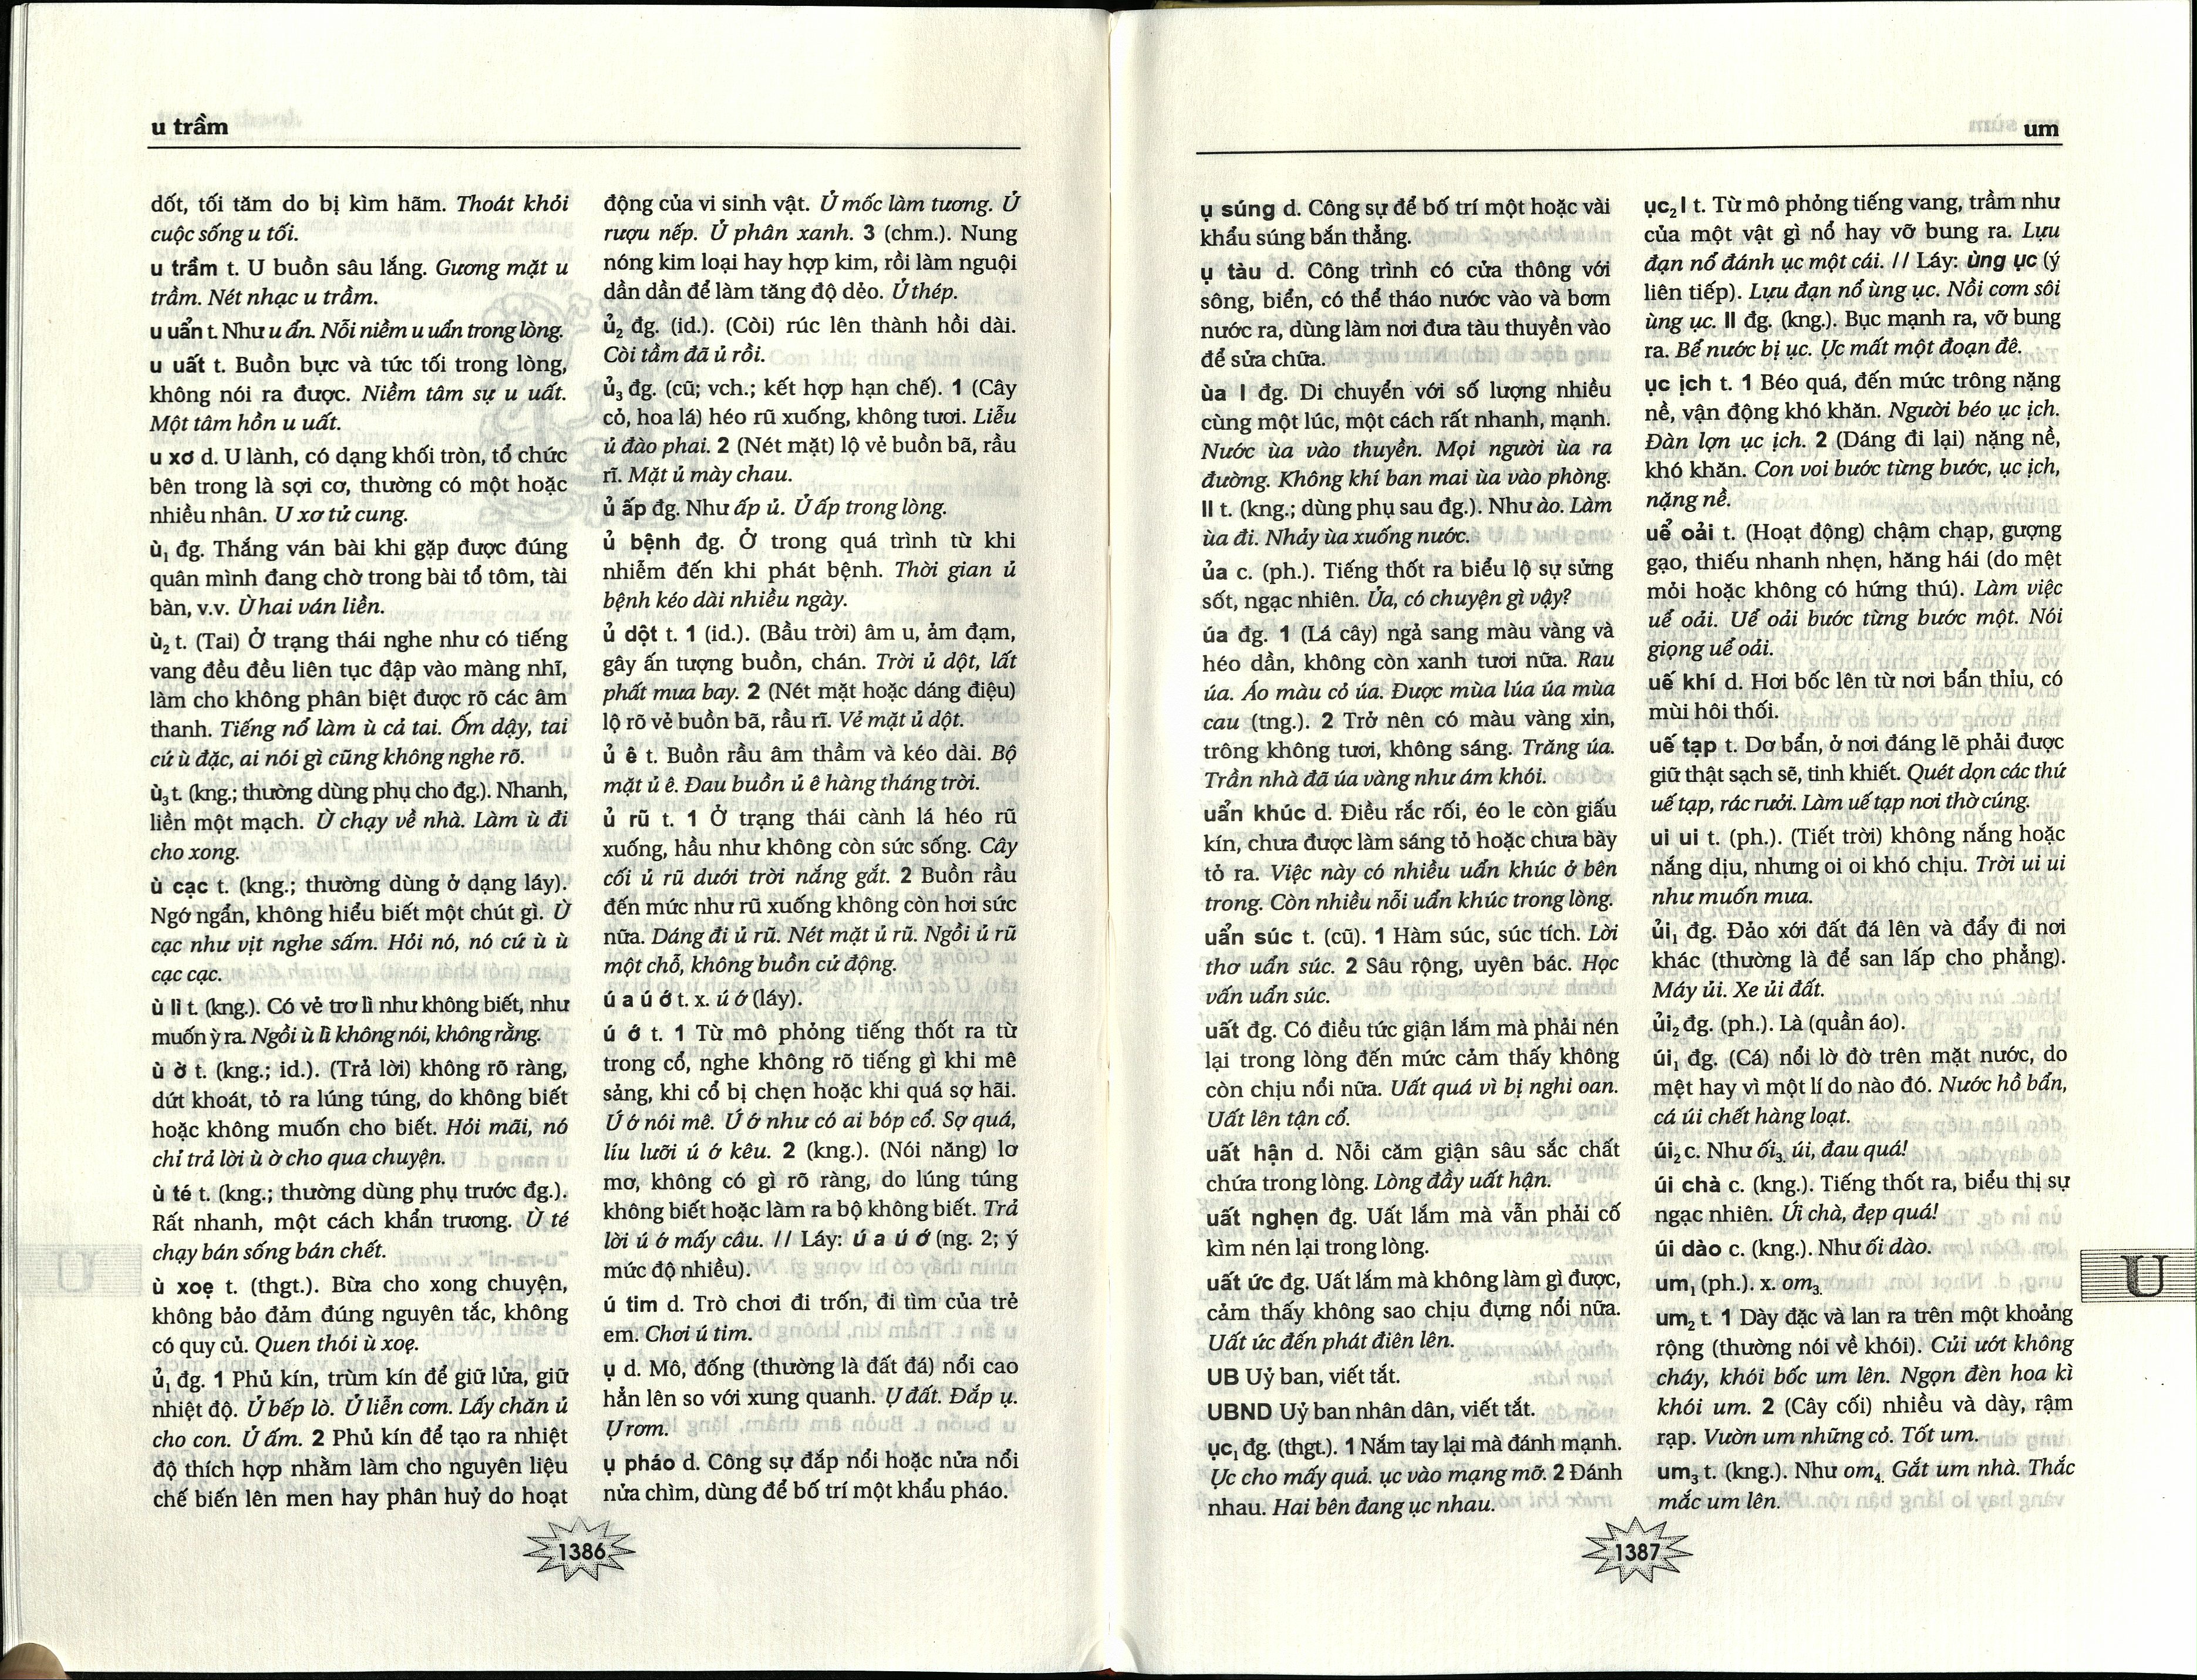 u trầm
dốt, tối tăm do bị kìm hãm. Thoát khỏi
cuộc sống u tối.
u trầm t. U buồn sâu lắng. Gương mặt u
trầm. Nét nhạc u trầm.
u uẩn t. Như u ẩn. Nỗi niềm u uẩn trong lòng.
u uất t. Buồn bực và tức tối trong lòng,
không nói ra được. Niềm tâm sự u uất.
Một tâm hồn u uất.
u xơ d. U lành, có dạng khối tròn, tổ chức
bên trong là sợi cơ, thường có một hoặc
nhiều nhân. U xơ tử cung.
ù₁ đg. Thắng ván bài khi gặp được đúng
quân mình đang chờ trong bài tổ tôm, tài
bàn, v.v. Ù hai ván liền.
ù₂ t. (Tai) Ở trạng thái nghe như có tiếng
vang đều đều liên tục đập vào màng nhĩ,
làm cho không phân biệt được rõ các âm
thanh. Tiếng nổ làm ù cả tai. Ốm dậy, tai
cứ ù đặc, ai nói gì cũng không nghe rõ.
ù₃ t. (kng.; thường dùng phụ cho đg.). Nhanh,
liền một mạch. Ù chạy về nhà. Làm ù đi
cho xong.
ù cạc t. (kng.; thường dùng ở dạng láy).
Ngớ ngẩn, không hiểu biết một chút gì. Ù
cạc như vịt nghe sấm. Hỏi nó, nó cứ ù ù
cạc cạc.
ù lì t. (kng.). Có vẻ trơ lì như không biết, như
muốn ỳ ra. Ngồi ù lì không nói, không rằng.
ù ờ t. (kng.; id.). (Trả lời) không rõ ràng,
dứt khoát, tỏ ra lúng túng, do không biết
hoặc không muốn cho biết. Hỏi mãi, nó
chỉ trả lời ù ờ cho qua chuyện.
ù té t. (kng.; thường dùng phụ trước đg.).
Rất nhanh, một cách khẩn trương. Ù té
chạy bán sống bán chết.
ù xoẹ t. (thgt.). Bừa cho xong chuyện,
không bảo đảm đúng nguyên tắc, không
có quy củ. Quen thói ù xoẹ.
ủ₁ đg. 1 Phủ kín, trùm kín để giữ lửa, giữ
nhiệt độ. Ủ bếp lò. Ủ liễn cơm. Lấy chăn ủ
cho con. Ủ ấm. 2 Phủ kín để tạo ra nhiệt
độ thích hợp nhằm làm cho nguyên liệu
chế biến lên men hay phân huỷ do hoạt
động của vi sinh vật. Ủ mốc làm tương. Ủ
rượu nếp. Ủ phân xanh. 3 (chm.). Nung
nóng kim loại hay hợp kim, rồi làm nguội
dần dần để làm tăng độ dẻo. Ủ thép.
ủ₂ đg. (id.). (Còi) rúc lên thành hồi dài.
Còi tầm đã ủ rồi.
ủ₃ đg. (cũ; vch.; kết hợp hạn chế). 1 (Cây
cỏ, hoa lá) héo rũ xuống, không tươi. Liễu
ủ đào phai. 2 (Nét mặt) lộ vẻ buồn bã, rầu
rĩ. Mặt ủ mày chau.
ủ ấp đg. Như ấp ủ. Ủ ấp trong lòng.
ủ bệnh đg. Ở trong quá trình từ khi
nhiễm đến khi phát bệnh. Thời gian ủ
bệnh kéo dài nhiều ngày.
ủ dột t. 1 (id.). (Bầu trời) âm u, ảm đạm,
gây ấn tượng buồn, chán. Trời ủ dột, lất
phất mưa bay. 2 (Nét mặt hoặc dáng điệu)
lộ rõ vẻ buồn bã, rầu rĩ. Vẻ mặt ủ dột.
ủ ê t. Buồn rầu âm thầm và kéo dài. Bộ
mặt ủ ê. Đau buồn ủ ê hàng tháng trời.
ủ rũ t. 1 Ở trạng thái cành lá héo rũ
xuống, hầu như không còn sức sống. Cây
cối ủ rũ dưới trời nắng gắt. 2 Buồn rầu
đến mức như rũ xuống không còn hơi sức
nữa. Dáng đi ủ rũ. Nét mặt ủ rũ. Ngồi ủ rũ
một chỗ, không buồn cử động.
ú a ú ớ t. x. ú ớ (láy).
ú ớ t. 1 Từ mô phỏng tiếng thốt ra từ
trong cổ, nghe không rõ tiếng gì khi mê
sảng, khi cổ bị chẹn hoặc khi quá sợ hãi.
Ú ớ nói mê. Ú ớ như có ai bóp cổ. Sợ quá,
líu lưỡi ú ớ kêu. 2 (kng.). (Nói năng) lơ
mơ, không có gì rõ ràng, do lúng túng
không biết hoặc làm ra bộ không biết. Trả
lời ú ớ mấy câu. // Láy: ú a ú ớ (ng. 2; ý
mức độ nhiều).
ú tim d. Trò chơi đi trốn, đi tìm của trẻ
em. Chơi ú tim.
ụ d. Mô, đống (thường là đất đá) nổi cao
hẳn lên so với xung quanh. Ụ đất. Đắp ụ.
Ụ rơm.
ụ pháo d. Công sự đắp nổi hoặc nửa nổi
nửa chìm, dùng để bố trí một khẩu pháo.
1386
um
ụ súng d. Công sự để bố trí một hoặc vài
khẩu súng bắn thẳng.
ụ tàu d. Công trình có cửa thông với
sông, biển, có thể tháo nước vào và bơm
nước ra, dùng làm nơi đưa tàu thuyền vào
để sửa chữa.
ùa I đg. Di chuyển với số lượng nhiều
cùng một lúc, một cách rất nhanh, mạnh.
Nước ùa vào thuyền. Mọi người ùa ra
đường. Không khí ban mai ùa vào phòng.
II t. (kng.; dùng phụ sau đg.). Như ào. Làm
ùa đi. Nhảy ùa xuống nước.
ủa c. (ph.). Tiếng thốt ra biểu lộ sự sửng
sốt, ngạc nhiên. Ủa, có chuyện gì vậy?
úa đg. 1 (Lá cây) ngả sang màu vàng và
héo dần, không còn xanh tươi nữa. Rau
úa. Áo màu cỏ úa. Được mùa lúa úa mùa
cau (tng.). 2 Trở nên có màu vàng xỉn,
trông không tươi, không sáng. Trăng úa.
Trần nhà đã úa vàng như ám khói.
uẩn khúc d. Điều rắc rối, éo le còn giấu
kín, chưa được làm sáng tỏ hoặc chưa bày
tỏ ra. Việc này có nhiều uẩn khúc ở bên
trong. Còn nhiều nỗi uẩn khúc trong lòng.
uẩn súc t. (cũ). 1 Hàm súc, súc tích. Lời
thơ uẩn súc. 2 Sâu rộng, uyên bác. Học
vấn uẩn súc.
uất đg. Có điều tức giận lắm mà phải nén
lại trong lòng đến mức cảm thấy không
còn chịu nổi nữa. Uất quá vì bị nghi oan.
Uất lên tận cổ.
uất hận d. Nỗi căm giận sâu sắc chất
chứa trong lòng. Lòng đầy uất hận.
uất nghẹn đg. Uất lắm mà vẫn phải cố
kìm nén lại trong lòng.
uất ức đg. Uất lắm mà không làm gì được,
cảm thấy không sao chịu đựng nổi nữa.
Uất ức đến phát điên lên.
UB Uỷ ban, viết tắt.
UBND Uỷ ban nhân dân, viết tắt.
ục₁ đg. (thgt.). 1 Nắm tay lại mà đánh mạnh.
Ục cho mấy quả. ục vào mạng mỡ. 2 Đánh
nhau. Hai bên đang ục nhau.
ục₂ I t. Từ mô phỏng tiếng vang, trầm như
của một vật gì nổ hay vỡ bung ra. Lựu
đạn nổ đánh ục một cái. // Láy: ùng ục (ý
liên tiếp). Lựu đạn nổ ùng ục. Nồi cơm sôi
ùng ục. II đg. (kng.). Bục mạnh ra, vỡ bung
ra. Bể nước bị ục. Ục mất một đoạn đê.
ục ịch t. 1 Béo quá, đến mức trông nặng
nề, vận động khó khăn. Người béo ục ịch.
Đàn lợn ục ịch. 2 (Dáng đi lại) nặng nề,
khó khăn. Con voi bước từng bước, ục ịch,
nặng nề.
uể oải t. (Hoạt động) chậm chạp, gượng
gạo, thiếu nhanh nhẹn, hăng hái (do mệt
mỏi hoặc không có hứng thú). Làm việc
uể oải. Uể oải bước từng bước một. Nói
giọng uể oải.
uế khí d. Hơi bốc lên từ nơi bẩn thỉu, có
mùi hôi thối.
uế tạp t. Dơ bẩn, ở nơi đáng lẽ phải được
giữ thật sạch sẽ, tinh khiết. Quét dọn các thứ
uế tạp, rác rưởi. Làm uế tạp nơi thờ cúng.
ui ui t. (ph.). (Tiết trời) không nắng hoặc
nắng dịu, nhưng oi oi khó chịu. Trời ui ui
như muốn mưa.
ủi₁ đg. Đảo xới đất đá lên và đẩy đi nơi
khác (thường là để san lấp cho phẳng).
Máy ủi. Xe ủi đất.
ủi₂ đg. (ph.). Là (quần áo).
úi₁ đg. (Cá) nổi lờ đờ trên mặt nước, do
mệt hay vì một lí do nào đó. Nước hồ bẩn,
cá úi chết hàng loạt.
úi₂ c. Như ối₃. úi, đau quá!
úi chà c. (kng.). Tiếng thốt ra, biểu thị sự
ngạc nhiên. Úi chà, đẹp quá!
úi dào c. (kng.). Như ối dào.
um₁ (ph.). x. om₃.
um₂ t. 1 Dày đặc và lan ra trên một khoảng
rộng (thường nói về khói). Củi ướt không
cháy, khói bốc um lên. Ngọn đèn hoa kì
khói um. 2 (Cây cối) nhiều và dày, rậm
rạp. Vườn um những cỏ. Tốt um.
um₃ t. (kng.). Như om₄. Gắt um nhà. Thắc
mắc um lên.
U
1387